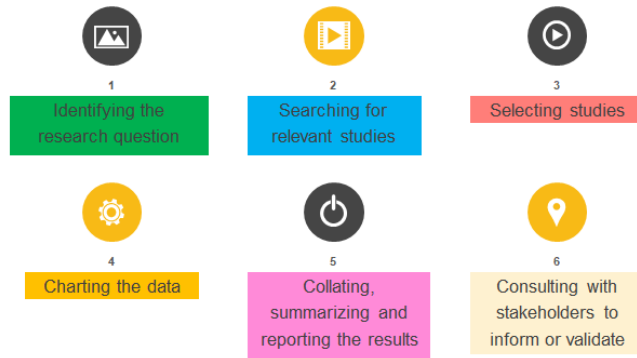 1
Identifying the
research question
2
Searching for
relevant studies
3
Selecting studies
4
Charting the data
5
Collating,
summarizing and
reporting the results
6
Consulting with
stakeholders to
inform or validate